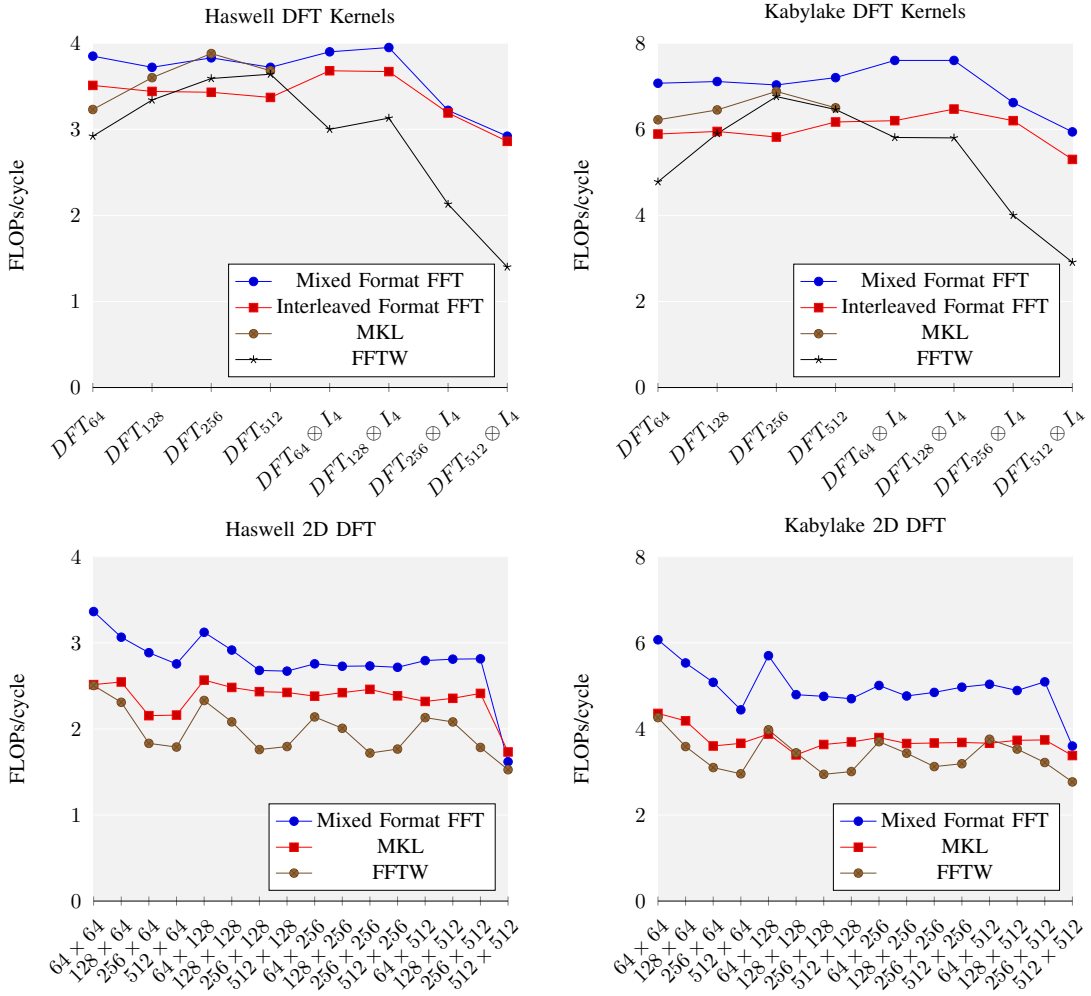 Haswell DFT Kernels
FLOPs/cycle
4
3
2
1
0
Mixed Format FFT
Interleaved Format FFT
MKL
FFTW
DFT64
DFT128
DFT256
DFT512
DFT64 ⊗ I4
DFT128 ⊗ I4
DFT256 ⊗ I4
DFT512 ⊗ I4
Kabylake DFT Kernels
FLOPs/cycle
8
6
4
2
0
Mixed Format FFT
Interleaved Format FFT
MKL
FFTW
DFT64
DFT128
DFT256
DFT512
DFT64 ⊗ I4
DFT128 ⊗ I4
DFT256 ⊗ I4
DFT512 ⊗ I4
Haswell 2D DFT
FLOPs/cycle
4
3
2
1
0
Mixed Format FFT
MKL
FFTW
64 × 64
128 × 64
256 × 64
512 × 64
64 × 128
128 × 128
256 × 128
512 × 128
64 × 256
128 × 256
256 × 256
512 × 256
64 × 512
128 × 512
256 × 512
512 × 512
Kabylake 2D DFT
FLOPs/cycle
8
6
4
2
0
Mixed Format FFT
MKL
FFTW
64 × 64
128 × 64
256 × 64
512 × 64
64 × 128
128 × 128
256 × 128
512 × 128
64 × 256
128 × 256
256 × 256
512 × 256
64 × 512
128 × 512
256 × 512
512 × 512